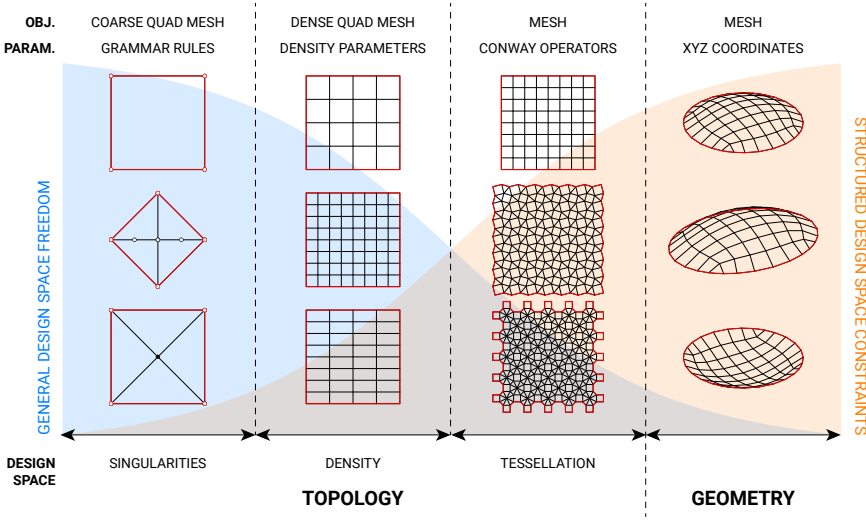 OBJ. COARSE QUAD MESH DENSE QUAD MESH MESH MESH
PARAM. GRAMMAR RULES DENSITY PARAMETERS CONWAY OPERATORS XYZ COORDINATES
GENERAL DESIGN SPACE FREEDOM
STRUCTURED DESIGN SPACE CONSTRAINTS
DESIGN SPACE SINGULARITIES DENSITY TESSELLATION
TOPOLOGY GEOMETRY